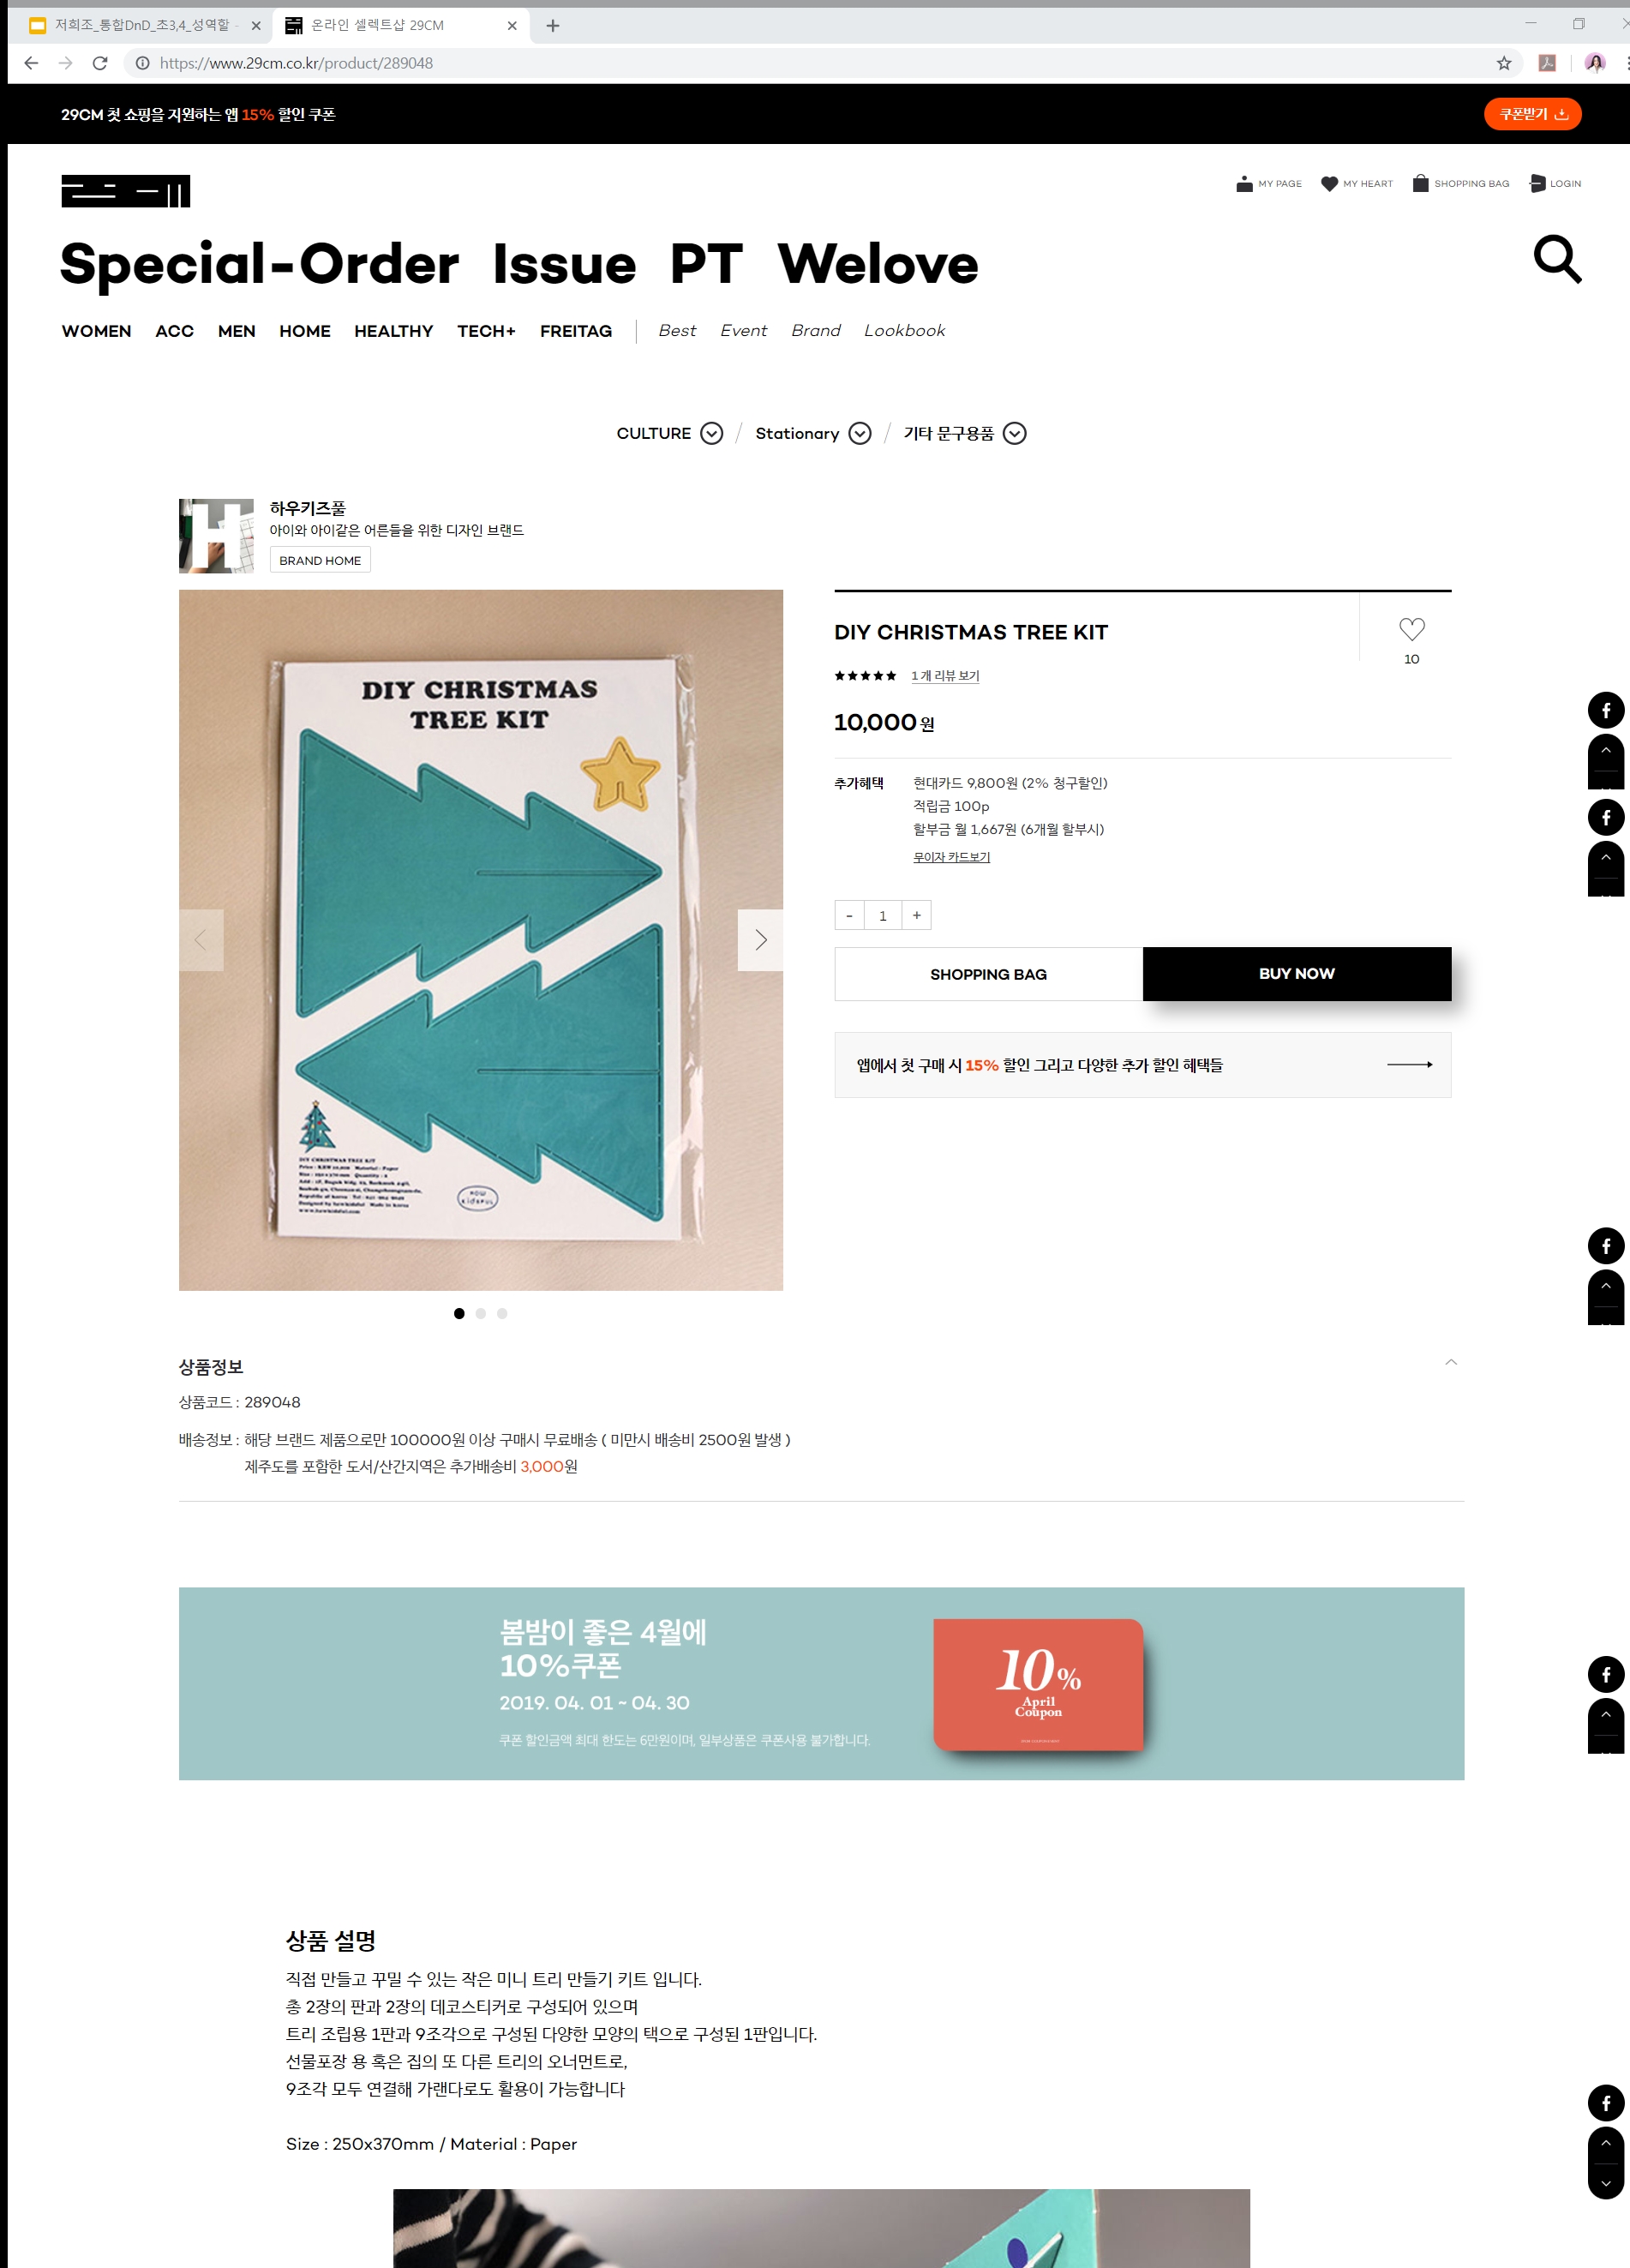 저희조_통합DnD_초3,4_성역할
온라인 셀렉트샵 29CM
https://www.29cm.co.kr/product/289048
29CM 첫 쇼핑을 지원하는 앱 15% 할인 쿠폰
쿠폰받기
MY PAGE MY HEART SHOPPING BAG LOGIN
Special-Order Issue PT Welove
WOMEN ACC MEN HOME HEALTHY TECH+ FREITAG Best Event Brand Lookbook
CULTURE / Stationary / 기타 문구용품
H
하우키즈풀
아이와 아이같은 어른들을 위한 디자인 브랜드
BRAND HOME
DIY CHRISTMAS
TREE KIT
DIY CHRISTMAS TREE KIT
www.howkidsful.com
HOW
KIDSFUL
DIY CHRISTMAS TREE KIT
10
1 개 리뷰 보기
10,000원
추가혜택 현대카드 9,800원 (2% 청구할인)
적립금 100p
할부금 월 1,667원 (6개월 할부시)
무이자 카드보기
- 1 +
SHOPPING BAG BUY NOW
앱에서 첫 구매 시 15% 할인 그리고 다양한 추가 할인 혜택들
상품정보
상품코드 : 289048
배송정보 : 해당 브랜드 제품으로만 100000원 이상 구매시 무료배송 ( 미만시 배송비 2500원 발생 )
제주도를 포함한 도서/산간지역은 추가배송비 3,000원
봄밤이 좋은 4월에
10%쿠폰
2019. 04. 01 ~ 04. 30
쿠폰 할인금액 최대 한도는 6만원이며, 일부상품은 쿠폰사용 불가합니다.
10%
April
Coupon
상품 설명
직접 만들고 꾸밀 수 있는 작은 미니 트리 만들기 키트 입니다.
총 2장의 판과 2장의 데코스티커로 구성되어 있으며
트리 조립용 1판과 9조각으로 구성된 다양한 모양의 택으로 구성된 1판입니다.
선물포장 용 혹은 집의 또 다른 트리의 오너먼트로,
9조각 모두 연결해 가랜다로도 활용이 가능합니다
Size : 250x370mm / Material : Paper